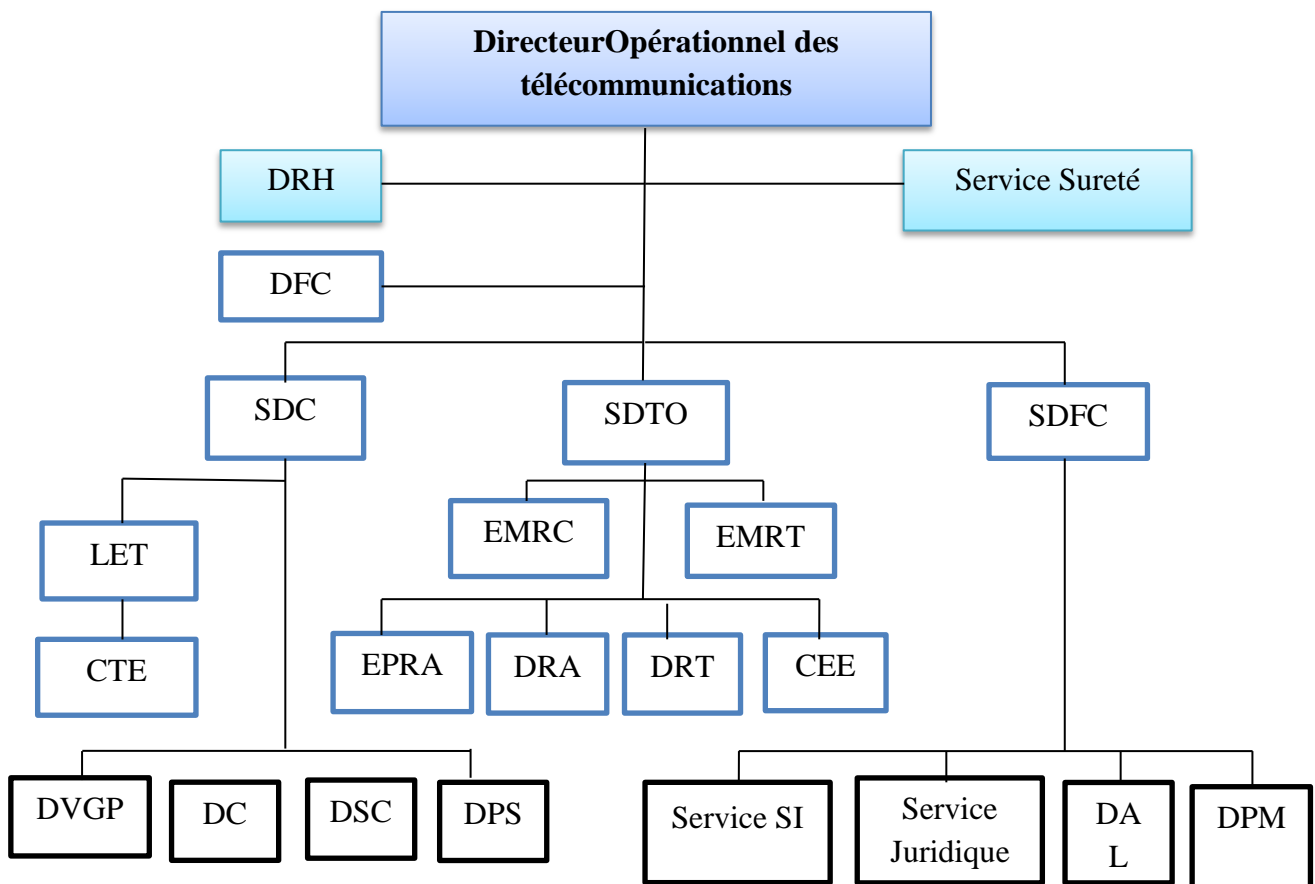 DirecteurOpérationnel des
télécommunications
DRH
Service Sureté
DFC
SDC
SDTO
SDFC
EMRC
EMRT
LET
EPRA
DRA
DRT
CEE
CTE
DVGP
DC
DSC
DPS
Service SI
Service
Juridique
DA
L
DPM